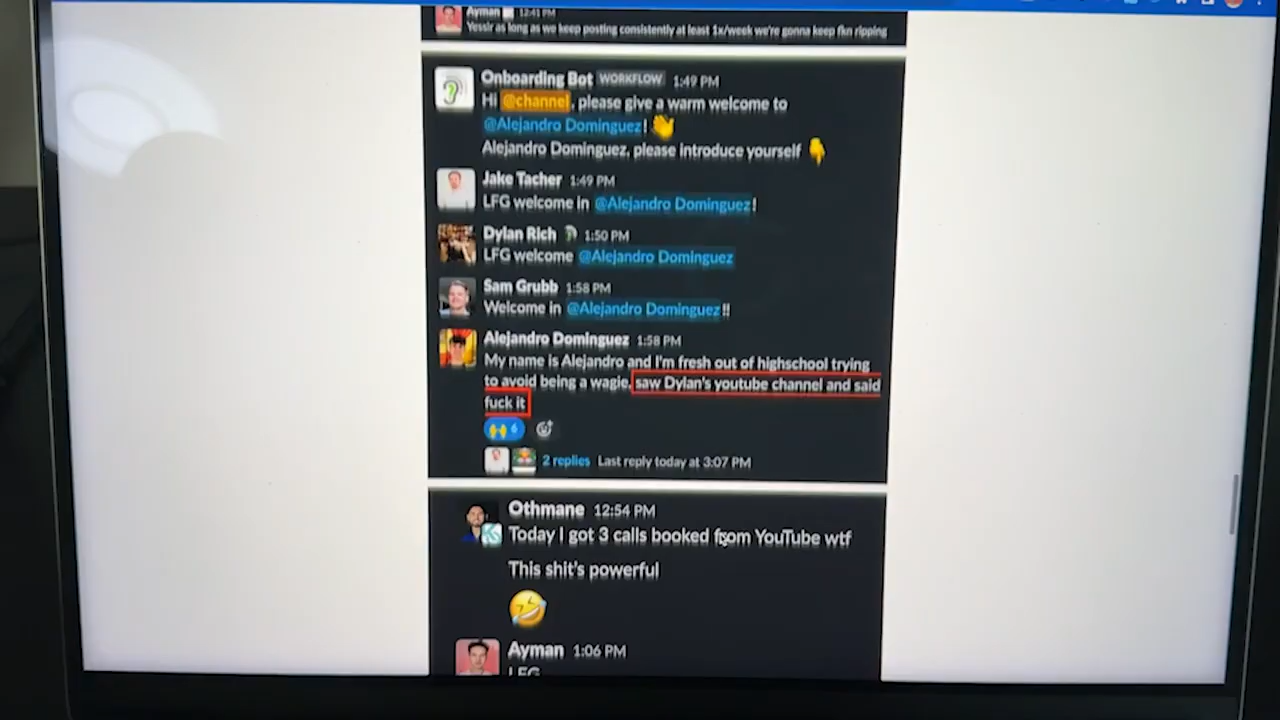 Ayman 12:41 PM
Yessir as long as we keep posting consistently at least 1x/week we're gonna keep fkn ripping
Onboarding Bot WORKFLOW 1:49 PM
Hi @channel, please give a warm welcome to
@Alejandro Dominguez!
Alejandro Dominguez, please introduce yourself
Jake Tacher 1:49 PM
LFG welcome in @Alejandro Dominguez!
Dylan Rich 1:50 PM
LFG welcome @Alejandro Dominguez
Sam Grubb 1:58 PM
Welcome in @Alejandro Dominguez!!
Alejandro Dominguez 1:58 PM
My name is Alejandro and I'm fresh out of highschool trying
to avoid being a wagie, saw Dylan's youtube channel and said
fuck it
6
2 replies Last reply today at 3:07 PM
Othmane 12:54 PM
Today I got 3 calls booked from YouTube wtf
This shit's powerful
Ayman 1:06 PM
LFG